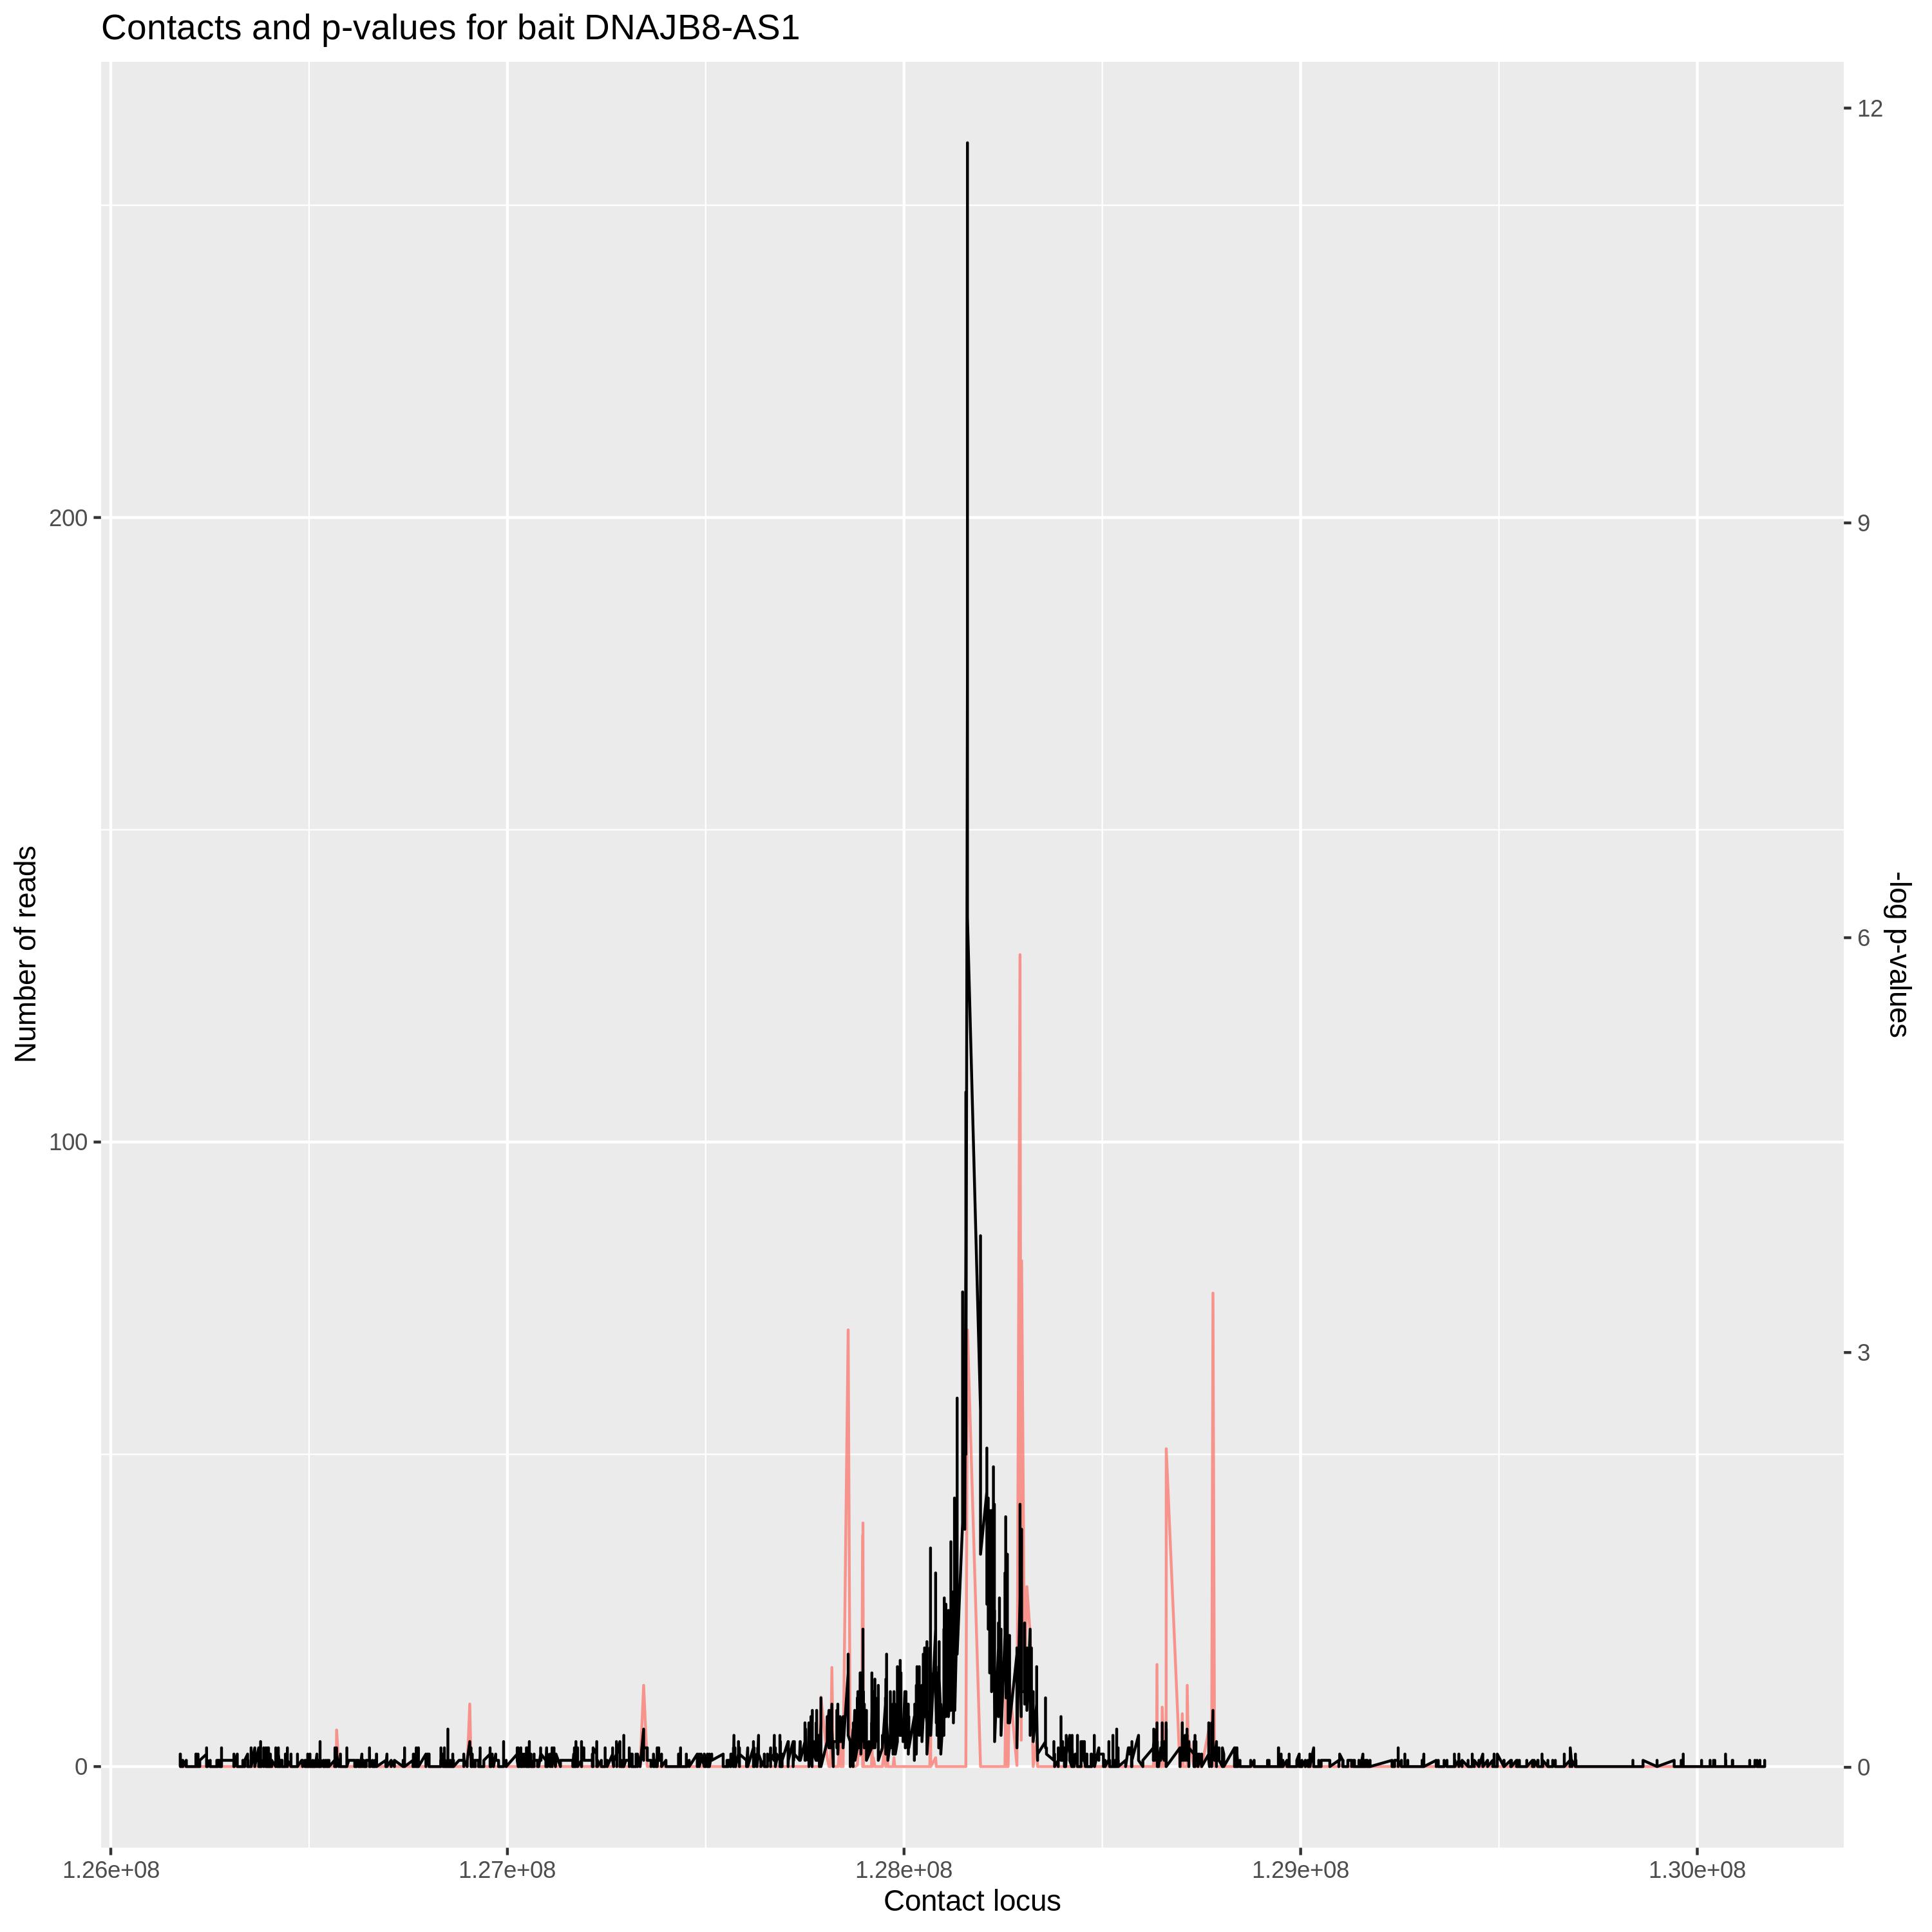 Contacts and p-values for bait DNAJB8-AS1
12
200
9
Number of reads
6
-log p-values
100
3
0
0
1.26e+08
1.27e+08
1.28e+08
1.29e+08
1.30e+08
Contact locus